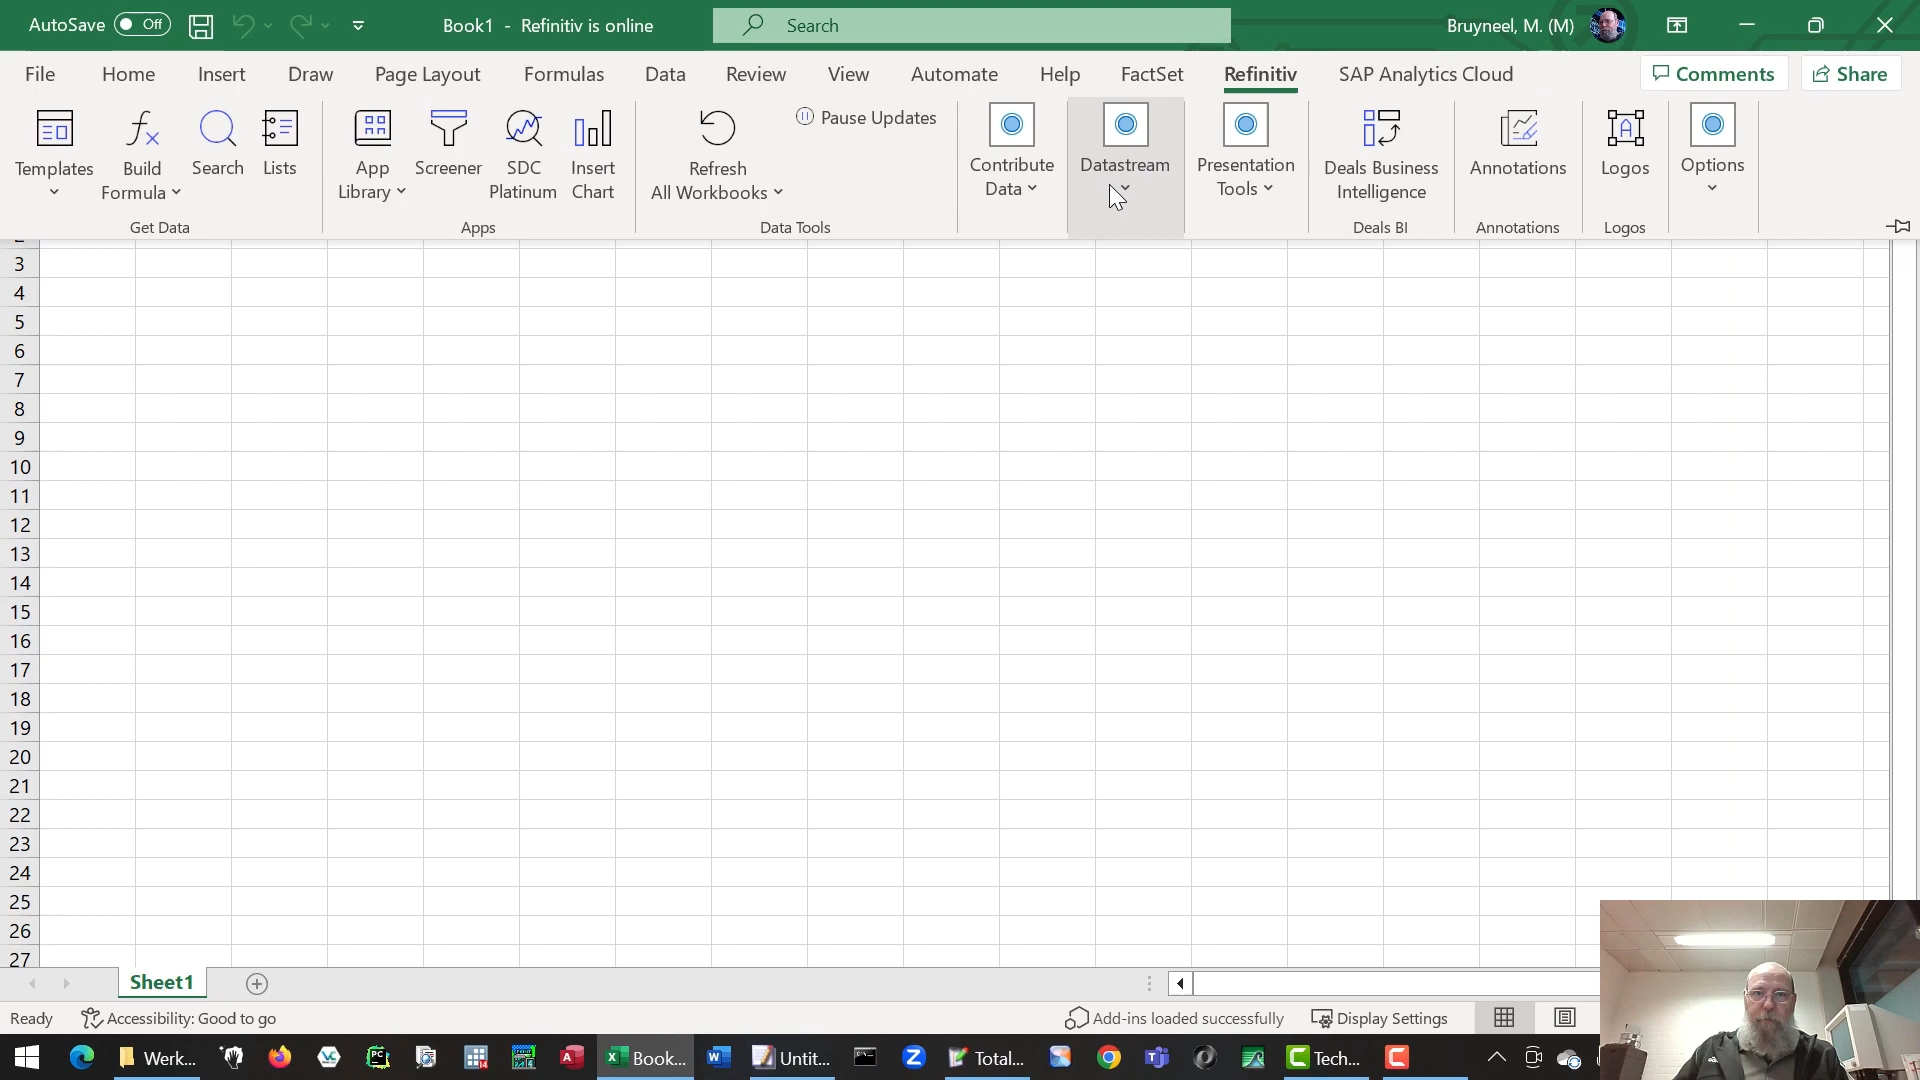 AutoSave Off Book1 - Refinitiv is online Search Bruyneel, M. (M)
File Home Insert Draw Page Layout Formulas Data Review View Automate Help FactSet Refinitiv SAP Analytics Cloud Comments Share
Templates
Build Formula
Search
Lists
Get Data
App Library
Screener
SDC Platinum
Insert Chart
Apps
Refresh All Workbooks
Pause Updates
Data Tools
Contribute Data
Datastream
Presentation Tools
Deals Business Intelligence
Deals BI
Annotations
Annotations
Logos
Logos
Options
3
4
5
6
7
8
9
10
11
12
13
14
15
16
17
18
19
20
21
22
23
24
25
26
27
Sheet1
Ready Accessibility: Good to go Add-ins loaded successfully Display Settings
Werk... Book... Untit... Total... Tech...